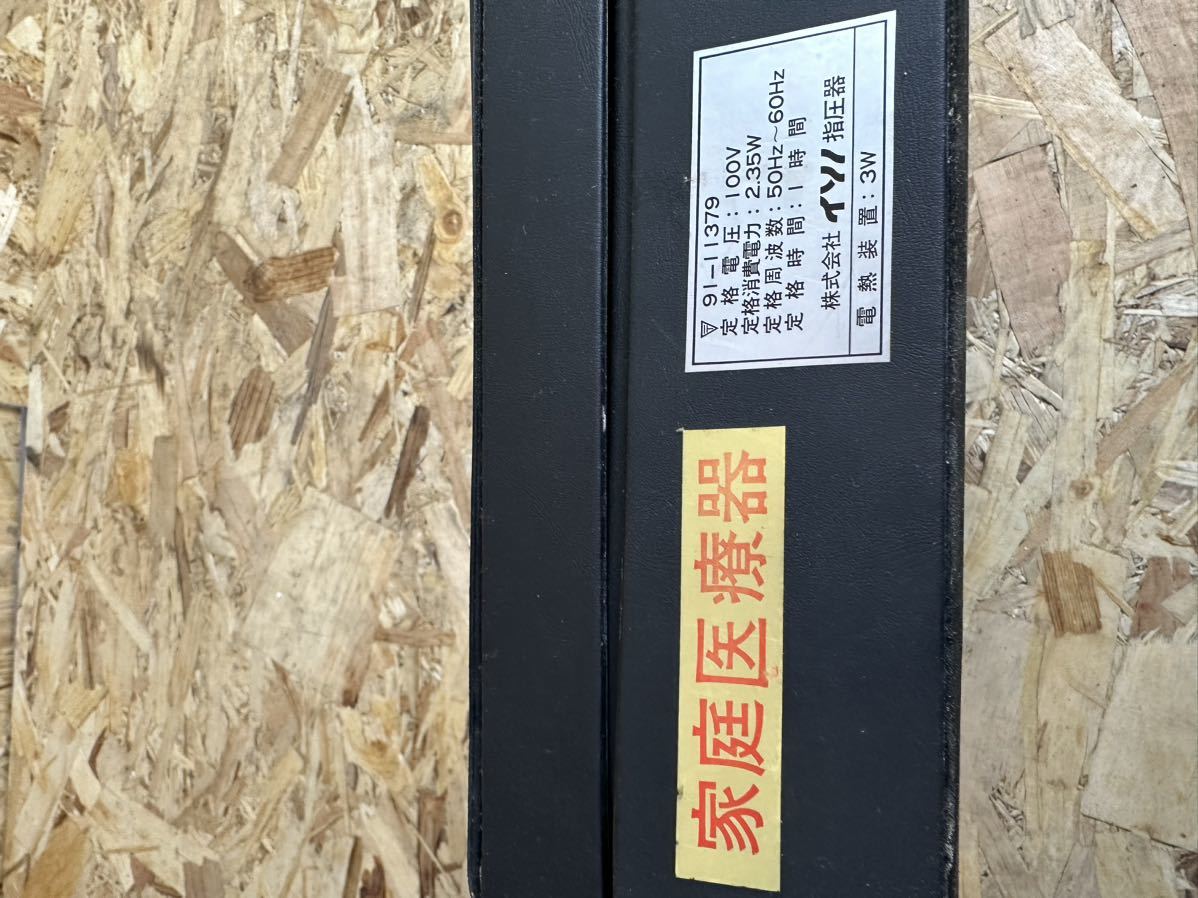 ▽ 91-11379
定格電圧:100V
定格消費電力:2.35W
定格周波数:50Hz~60Hz
定格時間:1時間
株式会社 イソノ指圧器
電熱装置:3W
家庭医療器